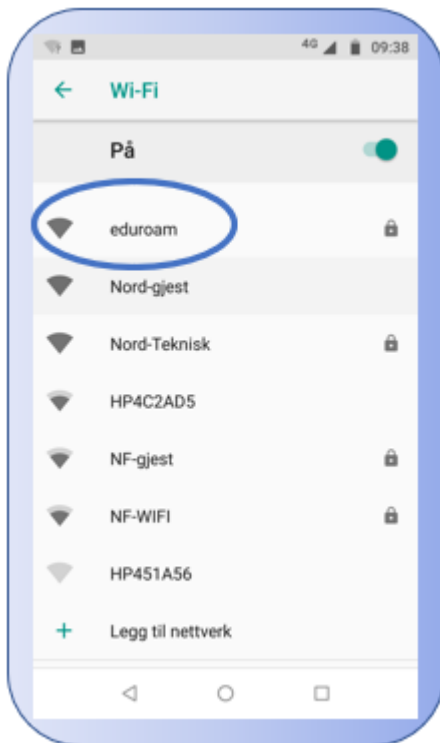 4G 09:38
Wi-Fi
På
eduroam
Nord-gjest
Nord-Teknisk
HP4C2AD5
NF-gjest
NF-WIFI
HP451A56
Legg til nettverk